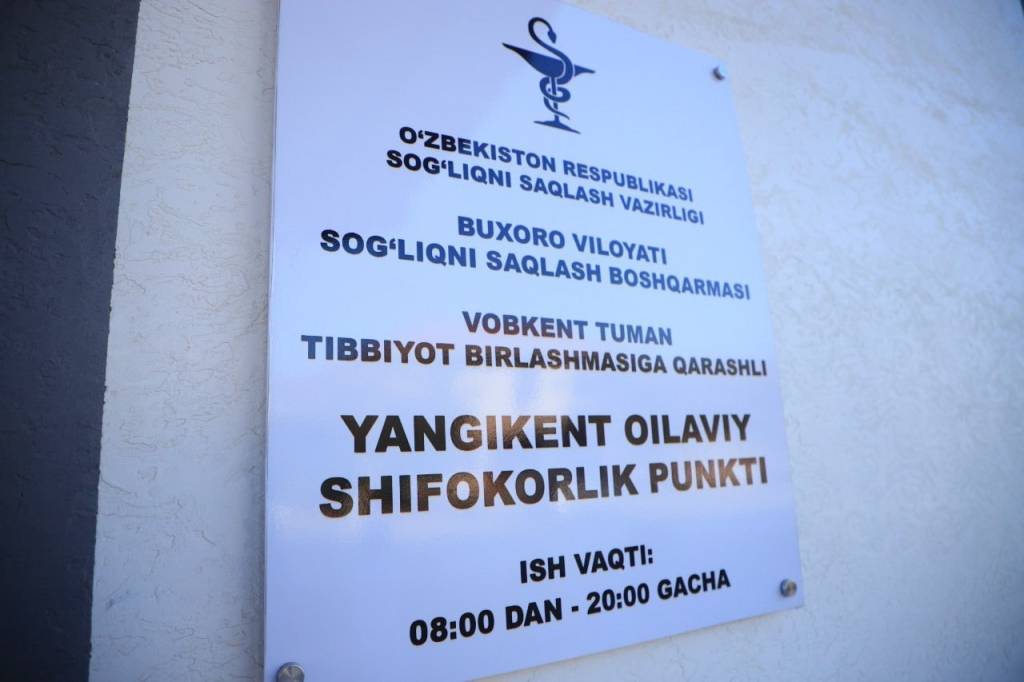 O‘ZBEKISTON RESPUBLIKASI
SOG‘LIQNI SAQLASH VAZIRLIGI
BUXORO VILOYATI
SOG‘LIQNI SAQLASH BOSHQARMASI
VOBKENT TUMAN
TIBBIYOT BIRLASHMASIGA QARASHLI
YANGIKENT OILAVIY
SHIFOKORLIK PUNKTI
ISH VAQTI:
08:00 DAN - 20:00 GACHA